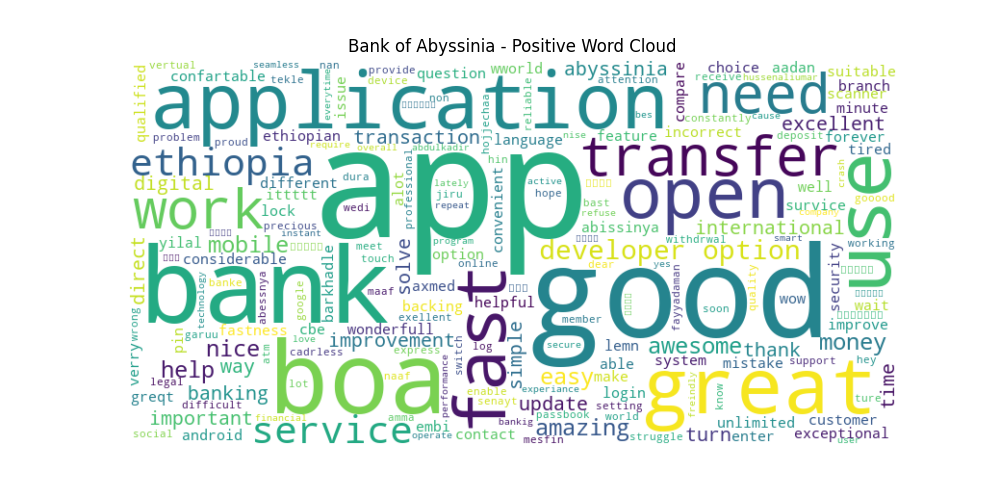 Bank of Abyssinia - Positive Word Cloud
vertual
seamless
nan
provide
question
wworld
abyssinia
choice
aadan
confartable
tekle
everytime
issue
device
attention
compare
receive
hussenaliumar
suitable
qualified
application
non
reliable
need
scanner
branch
bes
constantly
cause
minute
problem
proud
ethiopian
transaction
hojjechaa
language
nise
feature
incorrect
excellent
deposit
forever
require
overall
abdulkadir
ethiopia
app
hin
transfer
tired
crash
digital
different
dura
alot
professional
lately
active
open
well
use
work
ittttt
jiru
hope
bast
company
gooood
lock
wedi
repeat
convenient
refuse
survice
precious
abissinya
international
yilal
instant
program
withdrwal
smart
working
direct
mobile
meet
solve
option
developer option
considerable
touch
online
dear
yes
security
bank
technology
banke
abessnya
google
barkhadle
maaf
axmed
fast
good
fayyadaman
quality
wow
backing
helpful
member
soon
wait
verry
wrong
pin
fastness
cbe
wonderfull
exellent
simple
improve
garuu
improvement
log
secure
lemn
awesome
thank
money
nice
love
express
switch
able
system
mistake
support
hey
help
way
atm
cadrless
performance
easy
make
time
legal
banking
boa
lot
naaf
enable
experiance
login
great
freindly
know
ture
greqt
difficult
senayt
update
passbook
setting
important
financial
amma
bankig
world
unlimited
customer
social
android
service
embi
operate
contact
mesfin
amazing
struggle
turn
enter
exceptional
user